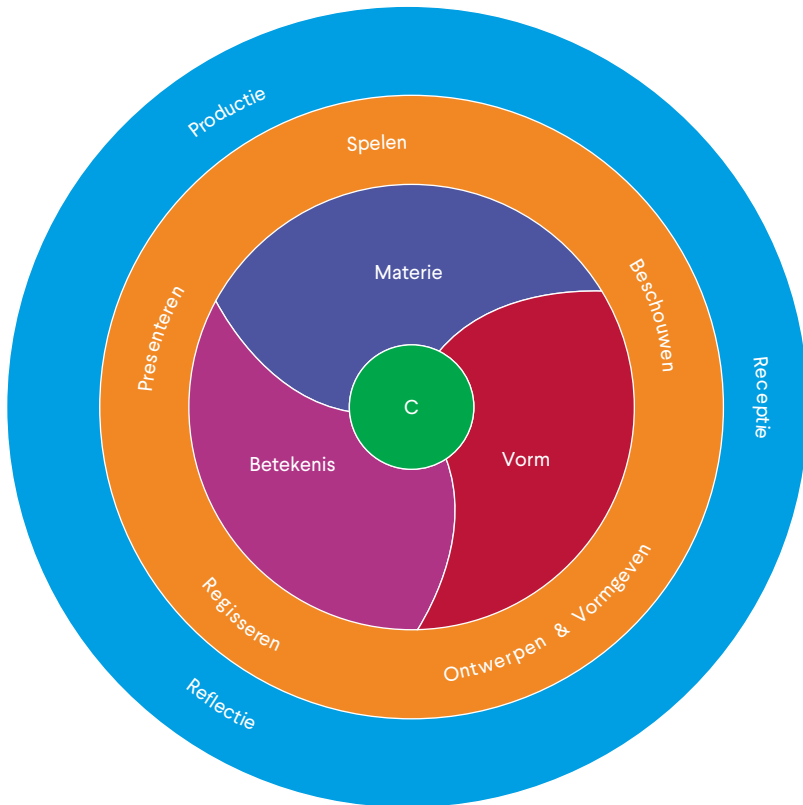 Productie
Spelen
Materie
Beschouwen
Presenteren
Receptie
C
Vorm
Betekenis
Regisseren
Ontwerpen & Vormgeven
Reflectie